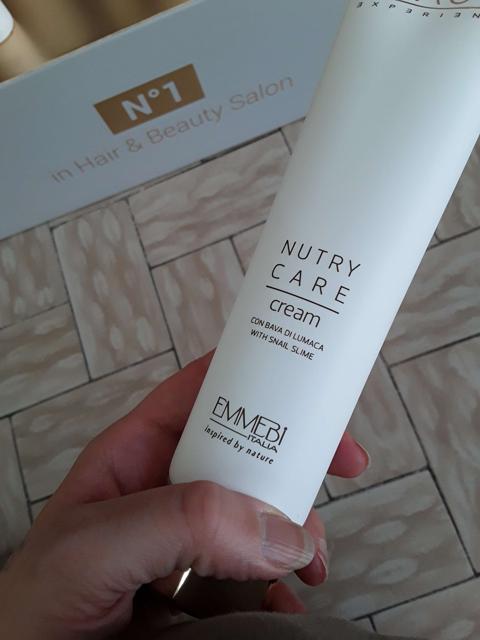 EXPERIEN
N°1
in Hair & Beauty Salon
NUTRY
CARE
cream
CON BAVA DI LUMACA
WITH SNAIL SLIME
EMMEBI
ITALIA
inspired by nature